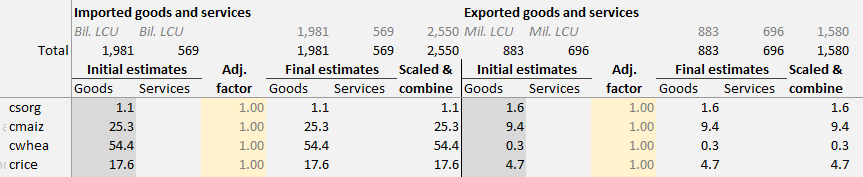 Imported goods and services Exported goods and services
Bil. LCU Bil. LCU 1,981 569 2,550 Mil. LCU Mil. LCU 883 696 1,580
Total 1,981 569 1,981 569 2,550 883 696 883 696 1,580
Initial estimates Adj. Final estimates Scaled & Initial estimates Adj. Final estimates Scaled &
Goods Services factor Goods Services combine Goods Services factor Goods Services combine
csorg 1.1 1.00 1.1 1.1 1.6 1.00 1.6 1.6
cmaiz 25.3 1.00 25.3 25.3 9.4 1.00 9.4 9.4
cwhea 54.4 1.00 54.4 54.4 0.3 1.00 0.3 0.3
crice 17.6 1.00 17.6 17.6 4.7 1.00 4.7 4.7